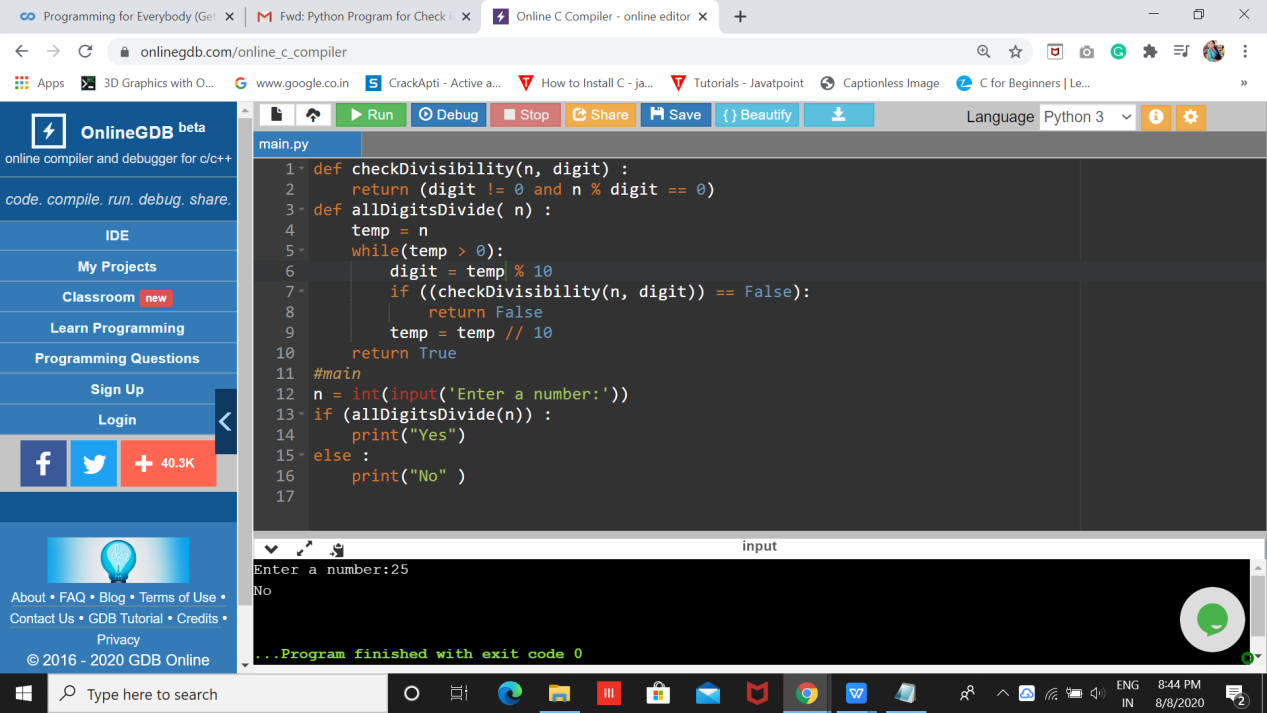 Programming for Everybody (Get
Fwd: Python Program for Check i
Online C Compiler - online editor
onlinegdb.com/online_c_compiler
Apps
3D Graphics with O...
www.google.co.in
CrackApti - Active a...
How to Install C - ja...
Tutorials - Javatpoint
Captionless Image
C for Beginners | Le...
»
OnlineGDB beta
online compiler and debugger for c/c++
code. compile. run. debug. share.
IDE
My Projects
Classroom new
Learn Programming
Programming Questions
Sign Up
Login
40.3K
About • FAQ • Blog • Terms of Use •
Contact Us • GDB Tutorial • Credits •
Privacy
© 2016 - 2020 GDB Online
Run
Debug
Stop
Share
Save
{ } Beautify
Language Python 3
main.py
1 def checkDivisibility(n, digit) :
2     return (digit != 0 and n % digit == 0)
3 def allDigitsDivide( n) :
4     temp = n
5     while(temp > 0):
6         digit = temp % 10
7         if ((checkDivisibility(n, digit)) == False):
8             return False
9         temp = temp // 10
10     return True
11 #main
12 n = int(input('Enter a number:'))
13 if (allDigitsDivide(n)) :
14     print("Yes")
15 else :
16     print("No" )
17
input
Enter a number:25
No
...Program finished with exit code 0
Type here to search
ENG
IN
8:44 PM
8/8/2020
2